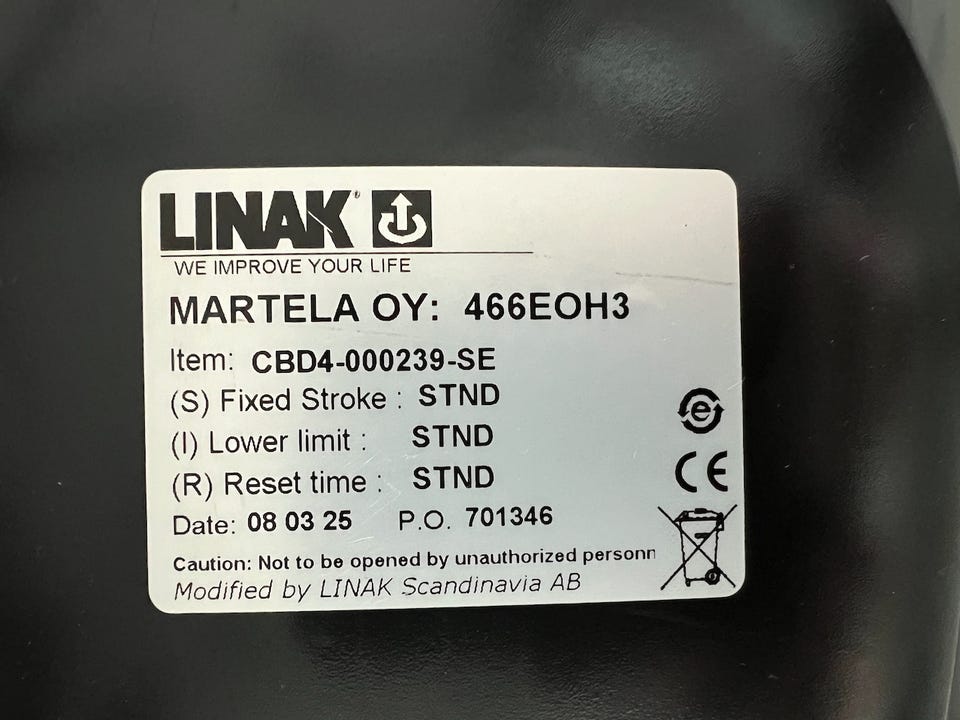 LINAK®
WE IMPROVE YOUR LIFE
MARTELA OY: 466EOH3
Item: CBD4-000239-SE
(S) Fixed Stroke : STND
(I) Lower limit : STND
(R) Reset time : STND
Date: 08 03 25 P.O. 701346
Caution: Not to be opened by unauthorized personn
Modified by LINAK Scandinavia AB
e
CE